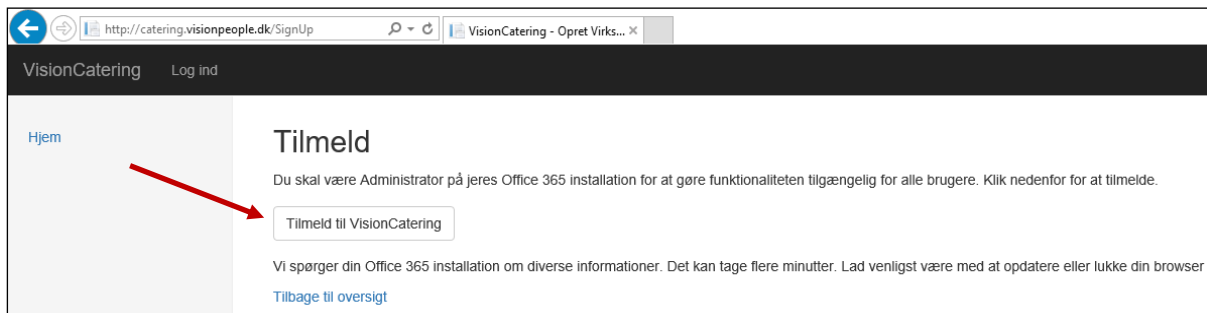 http://catering.visionpeople.dk/SignUp
VisionCatering - Opret Virks...
VisionCatering Log ind
Hjem
Tilmeld
Du skal være Administrator på jeres Office 365 installation for at gøre funktionaliteten tilgængelig for alle brugere. Klik nedenfor for at tilmelde.
Tilmeld til VisionCatering
Vi spørger din Office 365 installation om diverse informationer. Det kan tage flere minutter. Lad venligst være med at opdatere eller lukke din browser
Tilbage til oversigt